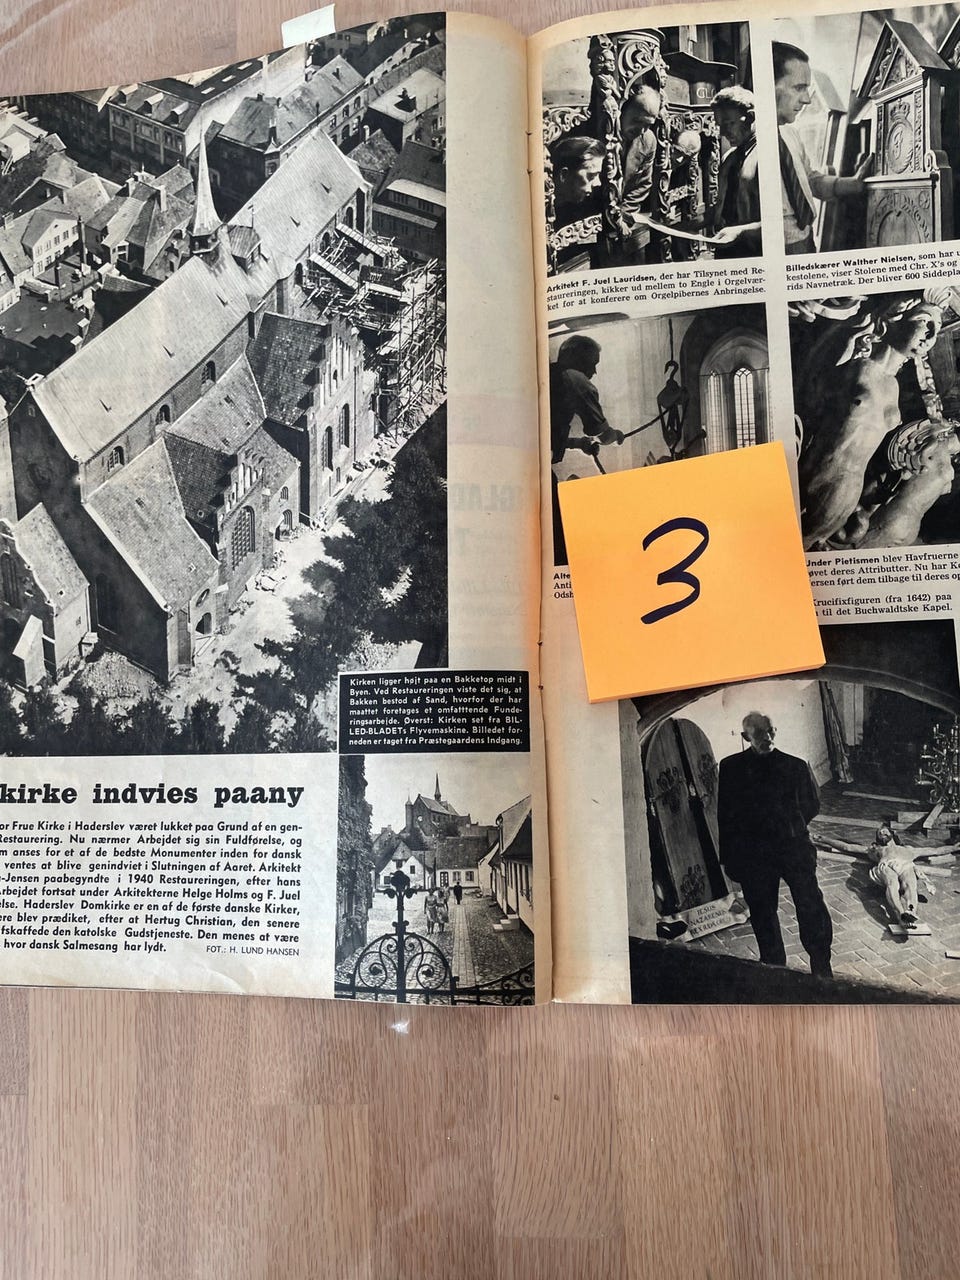 Kirken ligger højt paa en Bakketop midt i
Byen. Ved Restaureringen viste det sig, at
Bakken bestod af Sand, hvorfor der har
maattet foretages et omfatttende Funde-
ringsarbejde. Øverst: Kirken set fra BIL-
LED-BLADETs Flyvemaskine. Billedet for-
neden er taget fra Præstegaardens Indgang.
kirke indvies paany
or Frue Kirke i Haderslev været lukket paa Grund af en gen-
Restaurering. Nu nærmer Arbejdet sig sin Fuldførelse, og
m anses for et af de bedste Monumenter inden for dansk
ventes at blive genindviet i Slutningen af Aaret. Arkitekt
-Jensen paabegyndte i 1940 Restaureringen, efter hans
Arbejdet fortsat under Arkitekterne Helge Holms og F. Juel
else. Haderslev Domkirke er en af de første danske Kirker,
ere blev prædiket, efter at Hertug Christian, den senere
fskaffede den katolske Gudstjeneste. Den menes at være
hvor dansk Salmesang har lydt.
FOT.: H. LUND HANSEN
Arkitekt F. Juel Lauridsen, der har Tilsynet med Re-
staureringen, kikker ud mellem to Engle i Orgelvær-
ket for at konferere om Orgelpibernes Anbringelse.
Billedskærer Walther Nielsen, som har u
kestolene, viser Stolene med Chr. X's og
rids Navnetræk. Der bliver 600 Siddepla
3
Alte
Anti
Odsh
Under Pietismen blev Havfruerne
øvet deres Attributter. Nu har Ko
ersen ført dem tilbage til deres op
Krucifixfiguren (fra 1642) paa
n til det Buchwaldtske Kapel.
JESUS
NAZARENUS
REX JUDÆORU